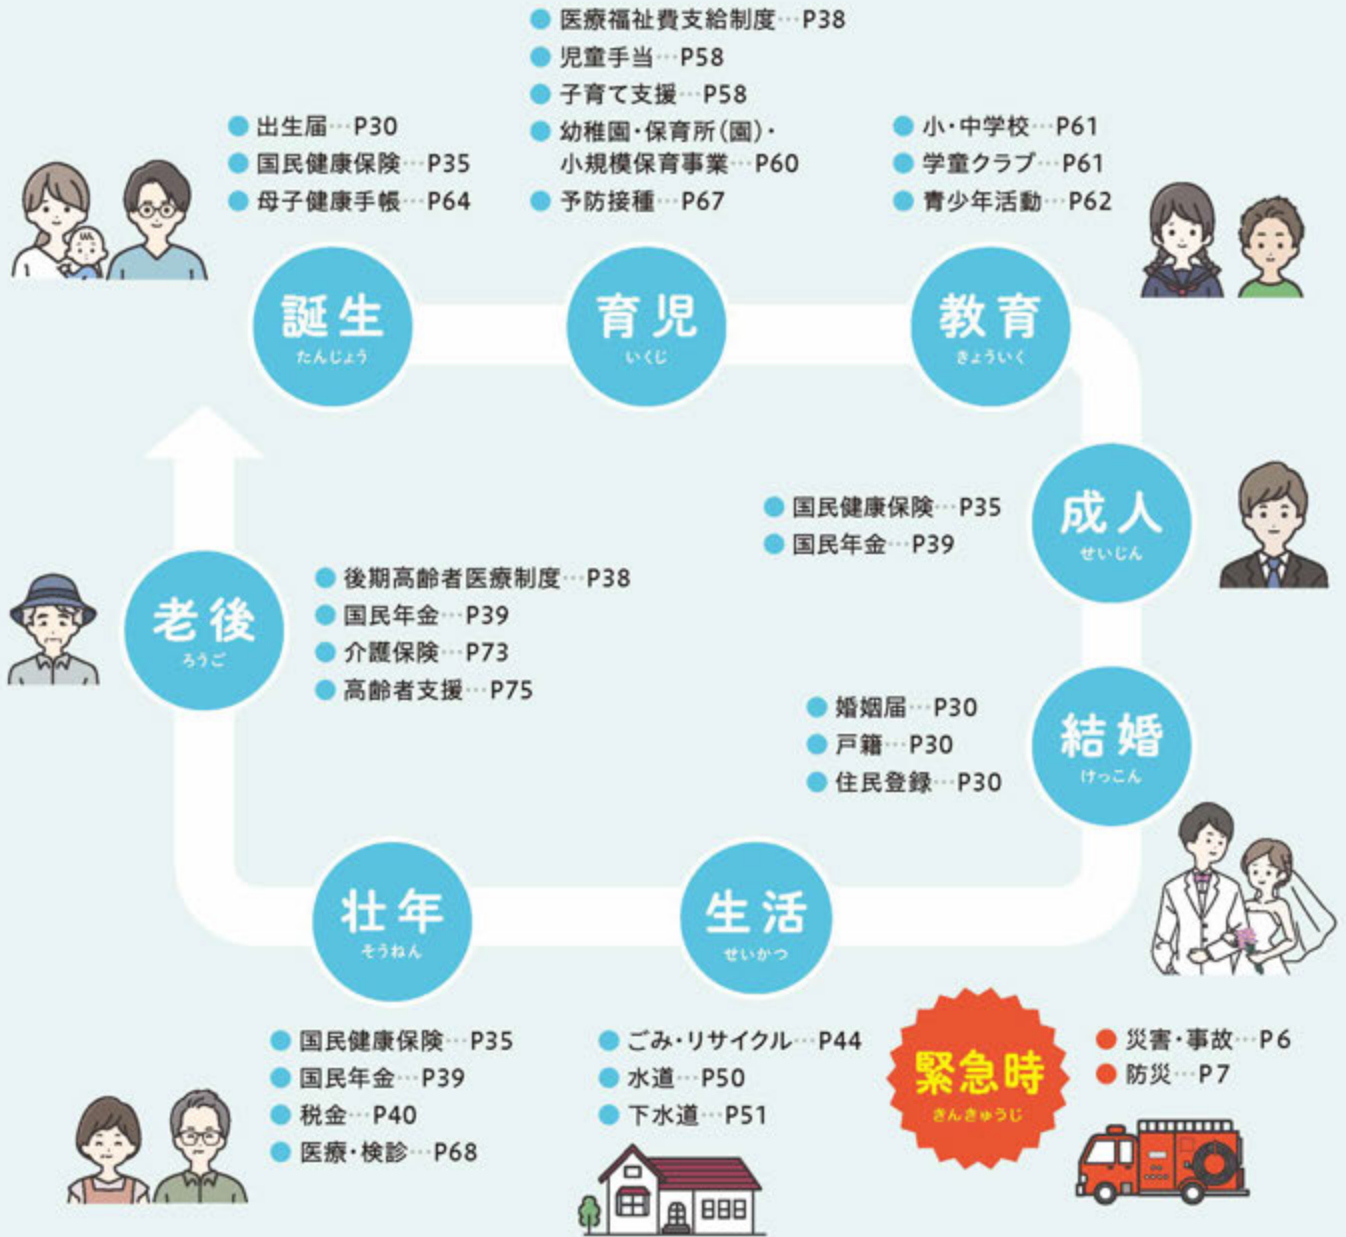 医療福祉費支給制度…P38
児童手当…P58
子育て支援…P58
幼稚園・保育所(園)・
小規模保育事業…P60
予防接種…P67
出生届…P30
国民健康保険…P35
母子健康手帳…P64
小・中学校…P61
学童クラブ…P61
青少年活動…P62
誕生
たんじょう
育児
いくじ
教育
きょういく
国民健康保険…P35
国民年金…P39
成人
せいじん
老後
ろうご
後期高齢者医療制度…P38
国民年金…P39
介護保険…P73
高齢者支援…P75
婚姻届…P30
戸籍…P30
住民登録…P30
結婚
けっこん
壮年
そうねん
生活
せいかつ
国民健康保険…P35
国民年金…P39
税金…P40
医療・検診…P68
ごみ・リサイクル…P44
水道…P50
下水道…P51
緊急時
きんきゅうじ
災害・事故…P6
防災…P7